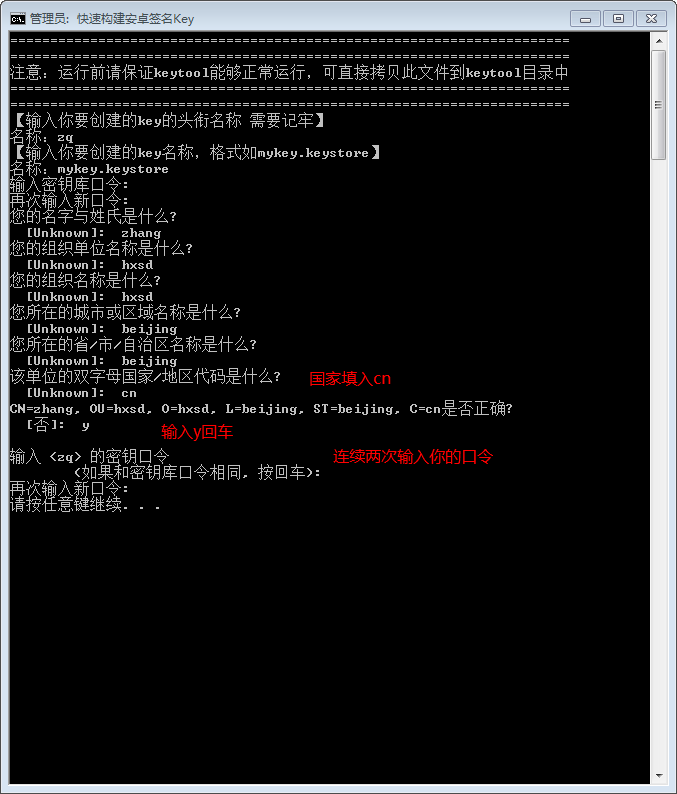 管理员: 快速构建安卓签名Key
======================================================================
======================================================================
注意：运行前请保证keytool能够正常运行，可直接拷贝此文件到keytool目录中
======================================================================
======================================================================
【输入你要创建的key的头衔名称 需要记牢】
名称：zq
【输入你要创建的key名称，格式如mykey.keystore】
名称：mykey.keystore
输入密钥库口令:
再次输入新口令:
您的名字与姓氏是什么?
[Unknown]: zhang
您的组织单位名称是什么?
[Unknown]: hxsd
您的组织名称是什么?
[Unknown]: hxsd
您所在的城市或区域名称是什么?
[Unknown]: beijing
您所在的省/市/自治区名称是什么?
[Unknown]: beijing
该单位的双字母国家/地区代码是什么? 国家填入cn
[Unknown]: cn
CN=zhang, OU=hxsd, O=hxsd, L=beijing, ST=beijing, C=cn是否正确?
[否]: y 输入y回车
输入 <zq> 的密钥口令 连续两次输入你的口令
(如果和密钥库口令相同, 按回车):
再次输入新口令:
请按任意键继续. . .